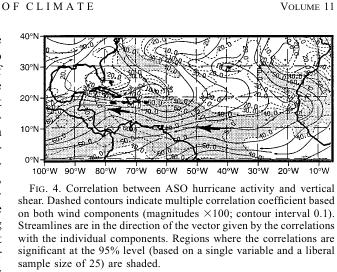 OF CLIMATE
VOLUME 11
40°N
30°N
20°N
10°N
0°N
100°W 90°W 80°W 70°W 60°W 50°W 40°W 30°W 20°W 10°W
FIG. 4. Correlation between ASO hurricane activity and vertical
shear. Dashed contours indicate multiple correlation coefficient based
on both wind components (magnitudes ×100; contour interval 0.1).
Streamlines are in the direction of the vector given by the correlations
with the individual components. Regions where the correlations are
significant at the 95% level (based on a single variable and a liberal
sample size of 25) are shaded.